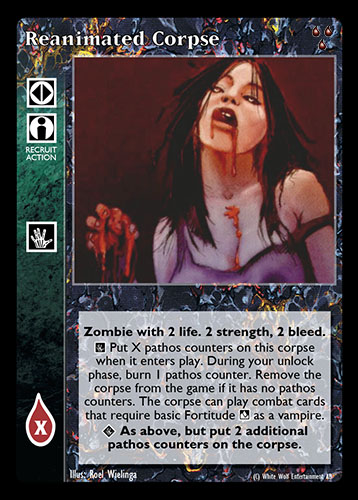 Reanimated Corpse
RECRUIT
ACTION
Zombie with 2 life. 2 strength, 2 bleed.
Put X pathos counters on this corpse
when it enters play. During your unlock
phase, burn 1 pathos counter. Remove the
corpse from the game if it has no pathos
counters. The corpse can play combat cards
that require basic Fortitude as a vampire.
As above, but put 2 additional
pathos counters on the corpse.
X
Illus: Roel Wielinga
(C) White Wolf Entertainment AB